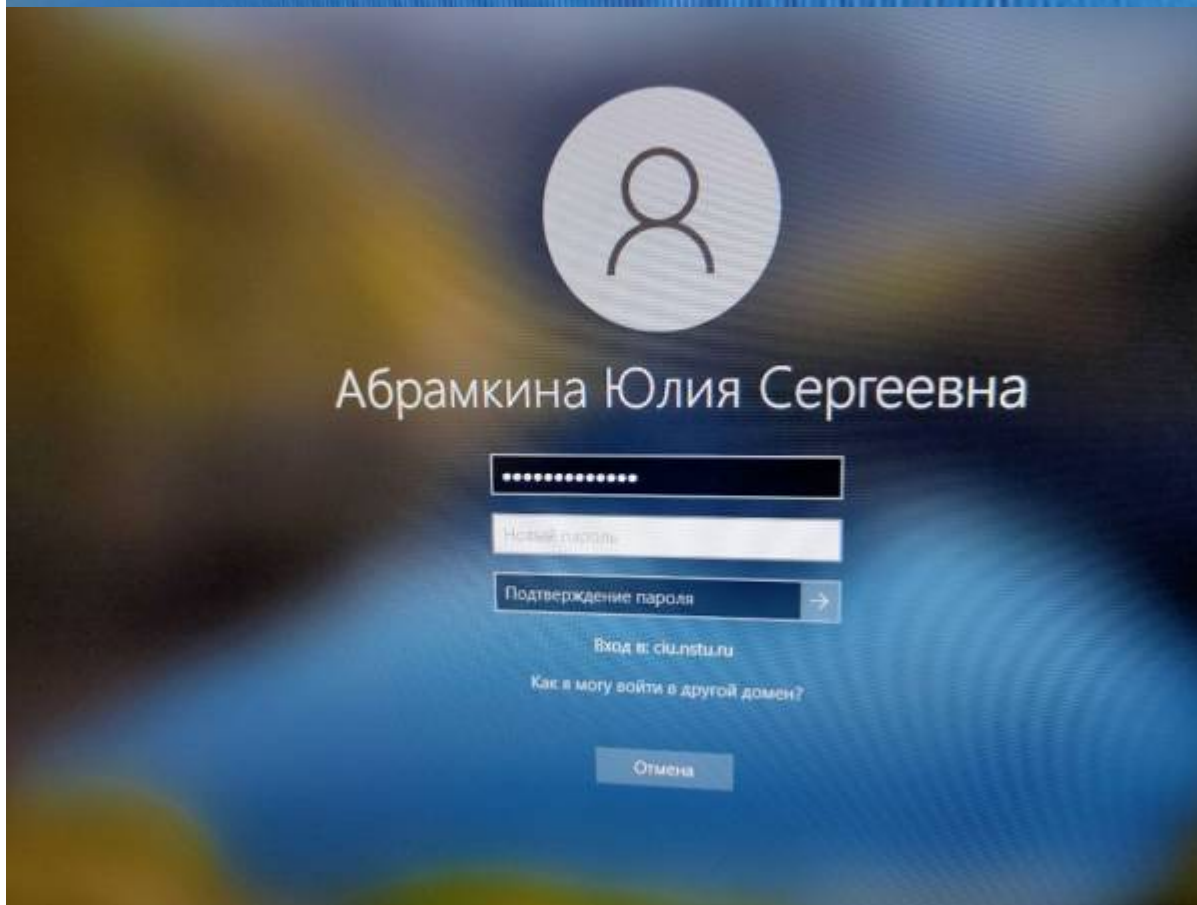 Абрамкина Юлия Сергеевна
Новый пароль
Подтверждение пароля
Вход в: ciu.nstu.ru
Как я могу войти в другой домен?
Отмена